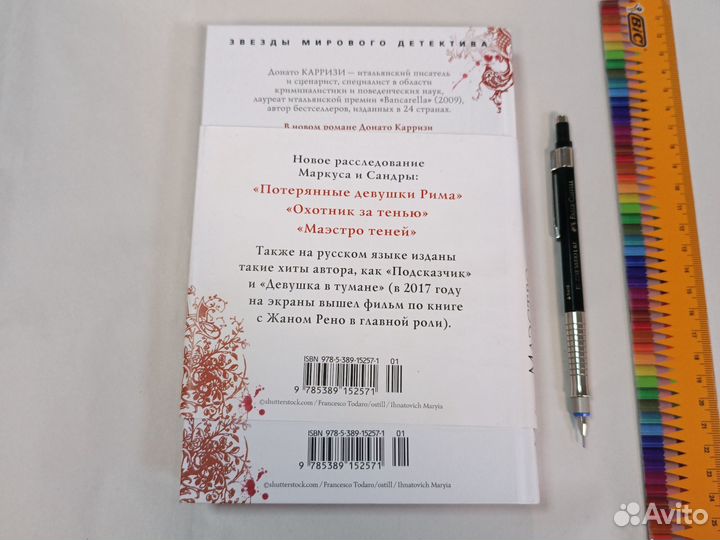 ЗВЕЗДЫ МИРОВОГО ДЕТЕКТИВА
Донато КАРРИЗИ — итальянский писатель
и сценарист, специалист в области
криминалистики и поведенческих наук,
лауреат итальянской премии «Bancarella» (2009),
автор бестселлеров, изданных в 24 странах.
В новом романе Донато Карризи
Новое расследование
Маркуса и Сандры:
«Потерянные девушки Рима»
«Охотник за тенью»
«Маэстро теней»
Также на русском языке изданы
такие хиты автора, как «Подсказчик»
и «Девушка в тумане» (в 2017 году
на экраны вышел фильм по книге
с Жаном Рено в главной роли).
ISBN 978-5-389-15257-1 01
9 785389 152571
©shutterstock.com / Francesco Todaro/ostill / Ihnatovich Maryia
ISBN 978-5-389-15257-1 01
9 785389 152571
©shutterstock.com / Francesco Todaro/ostill / Ihnatovich Maryia
BIC
Avito